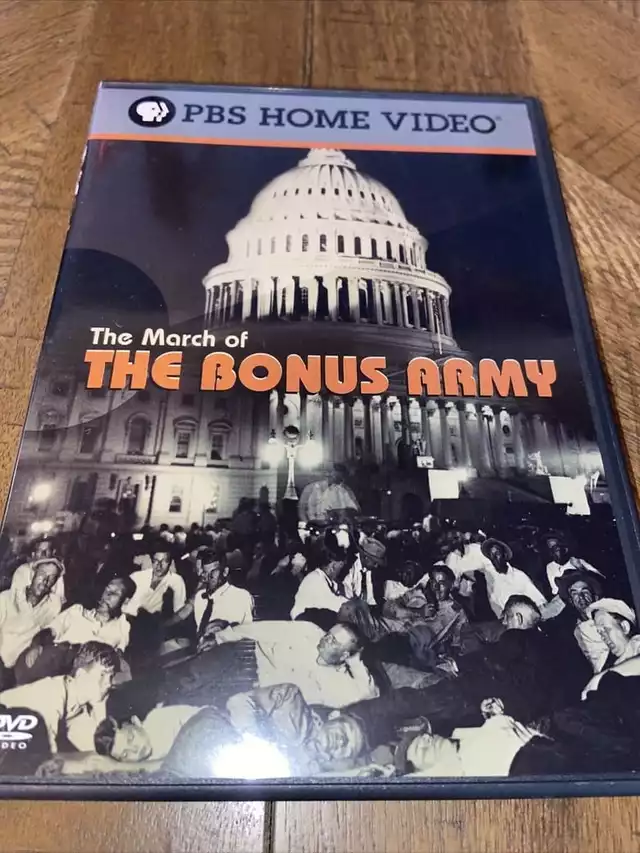 PBS HOME VIDEO®
The March of
THE BONUS ARMY
DVD
VIDEO